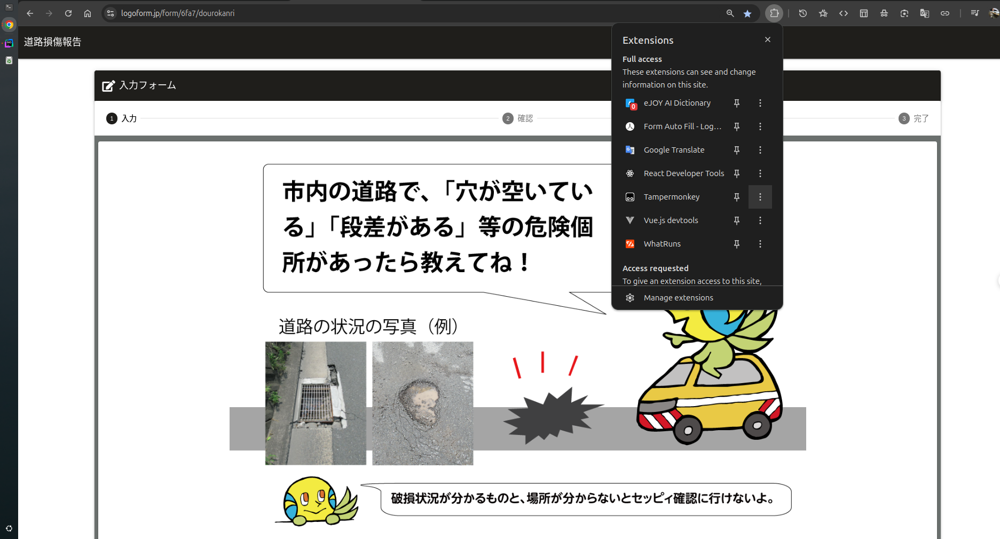 logoform.jp/form/6fa7/dourokanri
道路損傷報告
入力フォーム
1 入力
2 確認
3 完了
Extensions
Full access
These extensions can see and change
information on this site.
0
eJOY AI Dictionary
Form Auto Fill - Log...
Google Translate
React Developer Tools
Tampermonkey
Vue.js devtools
WhatRuns
Access requested
To give an extension access to this site,
Manage extensions
市内の道路で、「穴が空いてい
る」「段差がある」等の危険個
所があったら教えてね！
道路の状況の写真（例）
破損状況が分かるものと、場所が分からないとセッピィ確認に行けないよ。